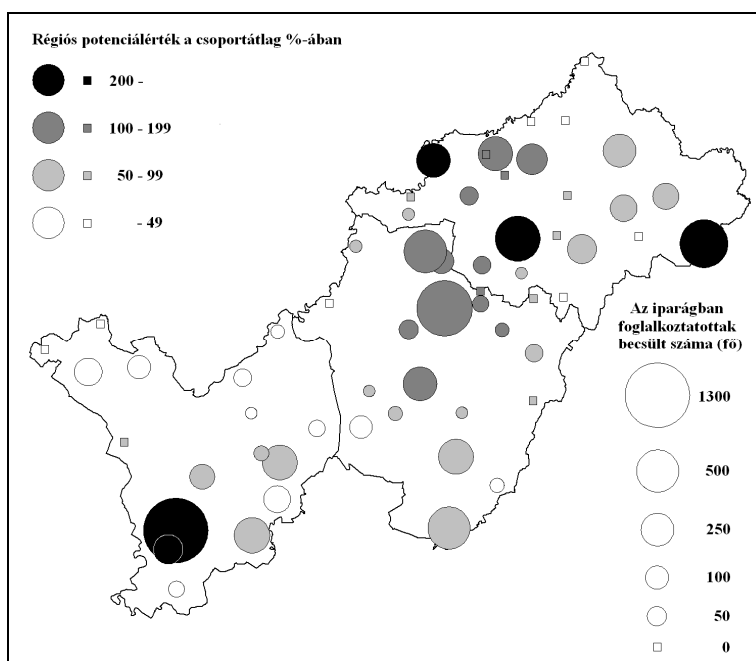 Régiós potenciálérték a csoportátlag %-ában
200 -
100 - 199
50 - 99
- 49
Az iparágban
foglalkoztatottak
becsült száma (fő)
1300
500
250
100
50
0